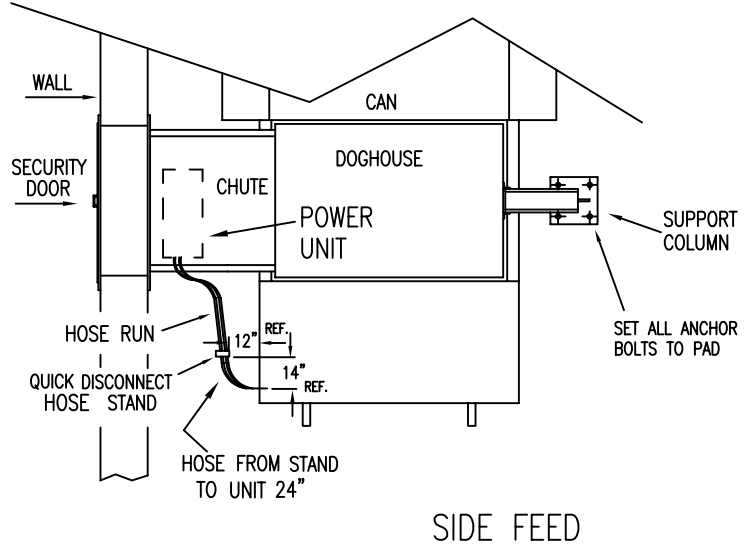 WALL
CAN
SECURITY
DOOR
DOGHOUSE
CHUTE
POWER
UNIT
SUPPORT
COLUMN
HOSE RUN
12"
REF.
SET ALL ANCHOR
BOLTS TO PAD
QUICK DISCONNECT
HOSE STAND
14"
REF.
HOSE FROM STAND
TO UNIT 24"
SIDE FEED